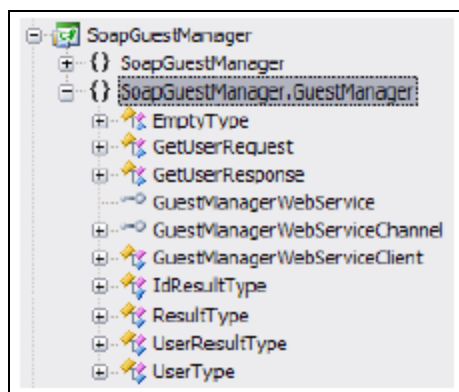 SoapGuestManager
{} SoapGuestManager
{} SoapGuestManager.GuestManager
EmptyType
GetUserRequest
GetUserResponse
GuestManagerWebService
GuestManagerWebServiceChannel
GuestManagerWebServiceClient
IdResultType
ResultType
UserResultType
UserType